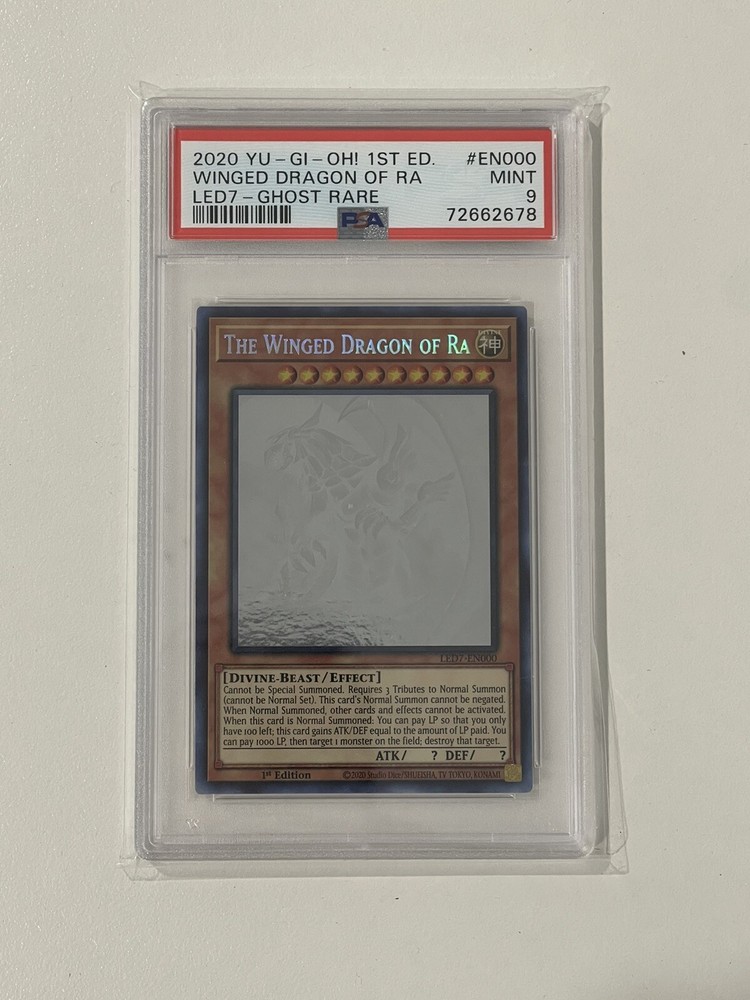 2020 YU-GI-OH! 1ST ED. #EN000
WINGED DRAGON OF RA MINT
LED7-GHOST RARE 9
PSA 72662678
THE WINGED DRAGON OF RA 神
LED7-EN000
[DIVINE-BEAST/EFFECT]
Cannot be Special Summoned. Requires 3 Tributes to Normal Summon
(cannot be Normal Set). This card's Normal Summon cannot be negated.
When Normal Summoned, other cards and effects cannot be activated.
When this card is Normal Summoned: You can pay LP so that you only
have 100 left; this card gains ATK/DEF equal to the amount of LP paid. You
can pay 1000 LP, then target 1 monster on the field; destroy that target.
ATK/ ? DEF/ ?
1st Edition ©2020 Studio Dice/SHUEISHA, TV TOKYO, KONAMI